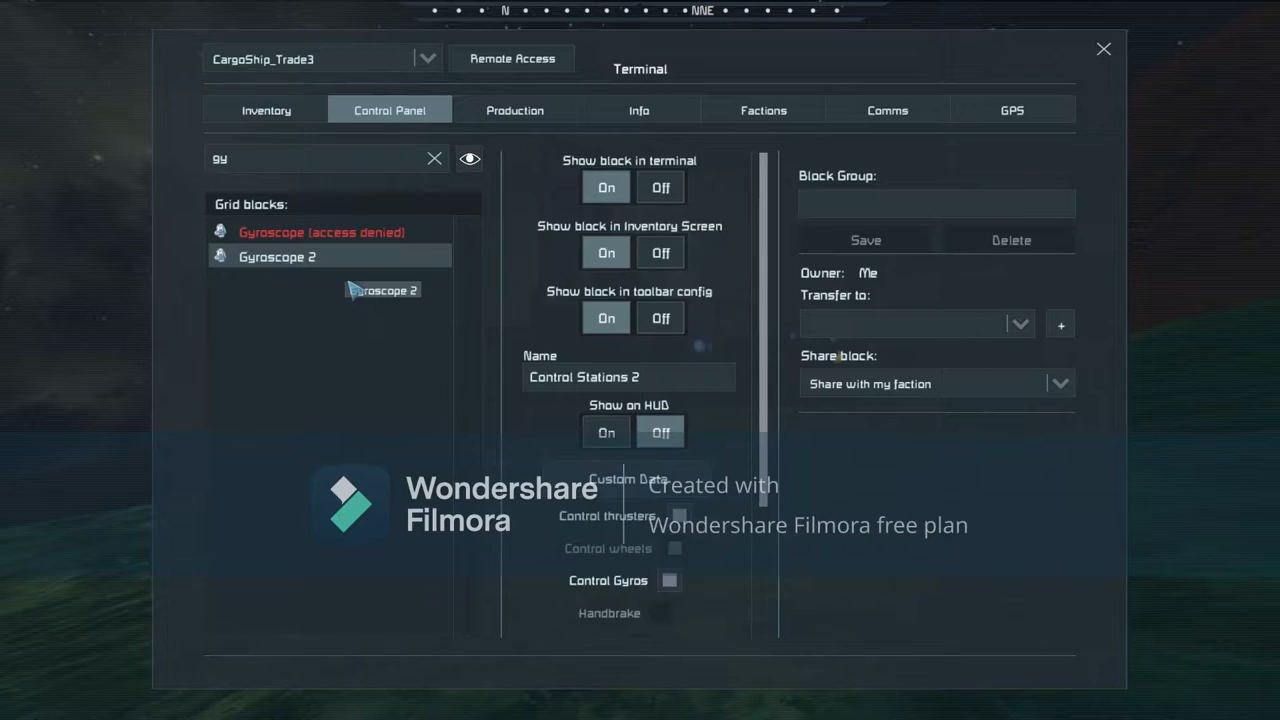 N
NNE
CargoShip_Trade3
Remote Access
Terminal
Inventory
Control Panel
Production
Info
Factions
Comms
GPS
gy
Grid blocks:
Gyroscope (access denied)
Gyroscope 2
Gyroscope 2
Show block in terminal
On Off
Show block in Inventory Screen
On Off
Show block in toolbar config
On Off
Name
Control Stations 2
Show on HUD
On Off
Custom Data
Control thrusters
Control wheels
Control Gyros
Handbrake
Block Group:
Save Delete
Owner: Me
Transfer to:
+
Share block:
Share with my faction
Wondershare
Filmora
Created with
Wondershare Filmora free plan